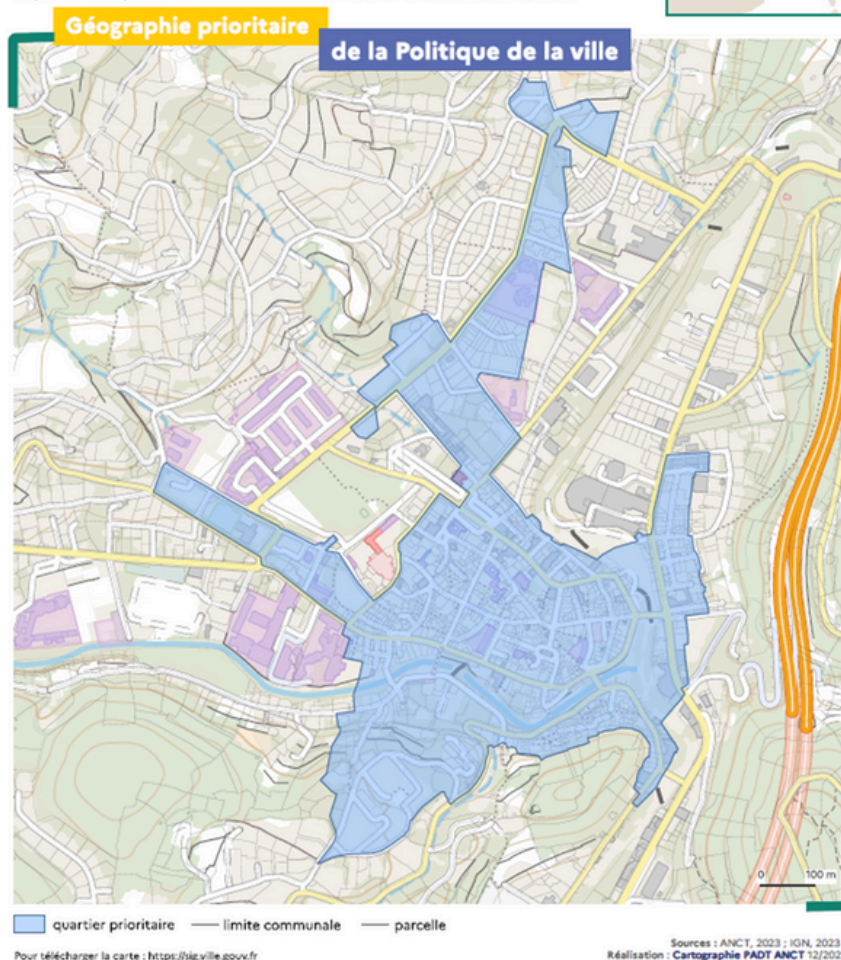 Géographie prioritaire
de la Politique de la ville
0 100 m
quartier prioritaire limite communale parcelle
Pour télécharger la carte : https://sig.ville.gouv.fr
Sources : ANCT, 2023 ; IGN, 2023
Réalisation : Cartographie PADT ANCT 12/202